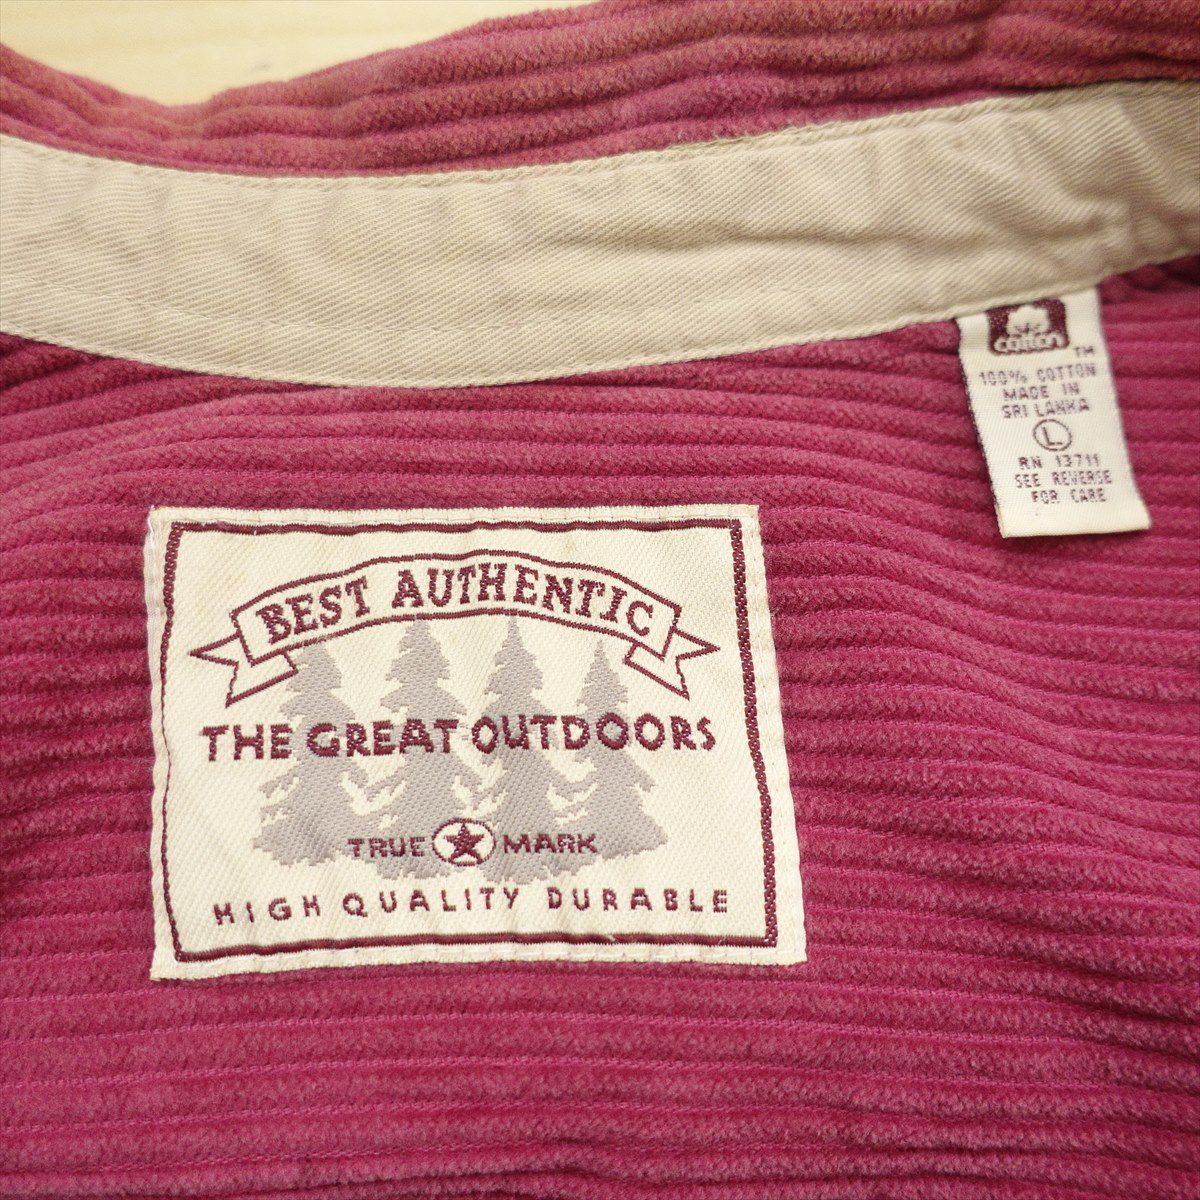 cotton
TM
100% COTTON
MADE IN
SRI LANKA
L
RN 13711
SEE REVERSE
FOR CARE
BEST AUTHENTIC
THE GREAT OUTDOORS
TRUE MARK
HIGH QUALITY DURABLE